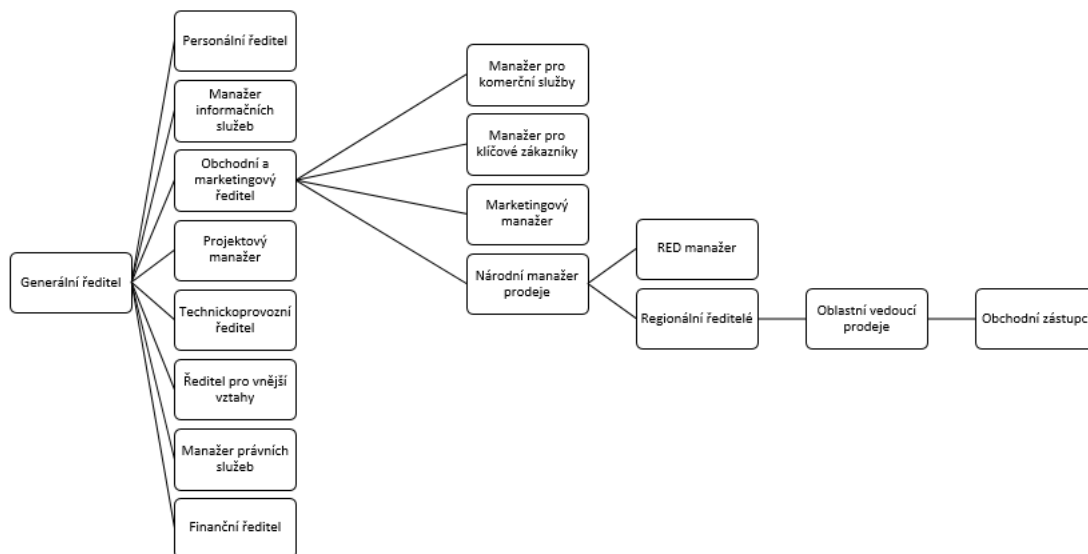 Personální ředitel
Manažer
informačních
služeb
Obchodní a
marketingový
ředitel
Projektový
manažer
Generální ředitel
Technickoprovozní
ředitel
Ředitel pro vnější
vztahy
Manažer právních
služeb
Finanční ředitel
Manažer pro
komerční služby
Manažer pro
klíčové zákazníky
Marketingový
manažer
Národní manažer
prodeje
RED manažer
Regionální ředitelé
Oblastní vedoucí
prodeje
Obchodní zástupci